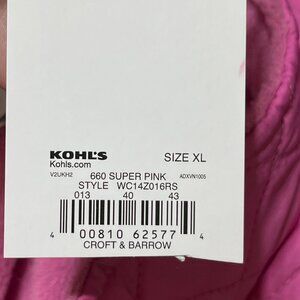 KOHL'S SIZE XL
Kohls.com
V2UKH2 660 SUPER PINK ADXVN1005
STYLE WC14Z016RS
013 40 43
4 00810 62577 4
CROFT & BARROW